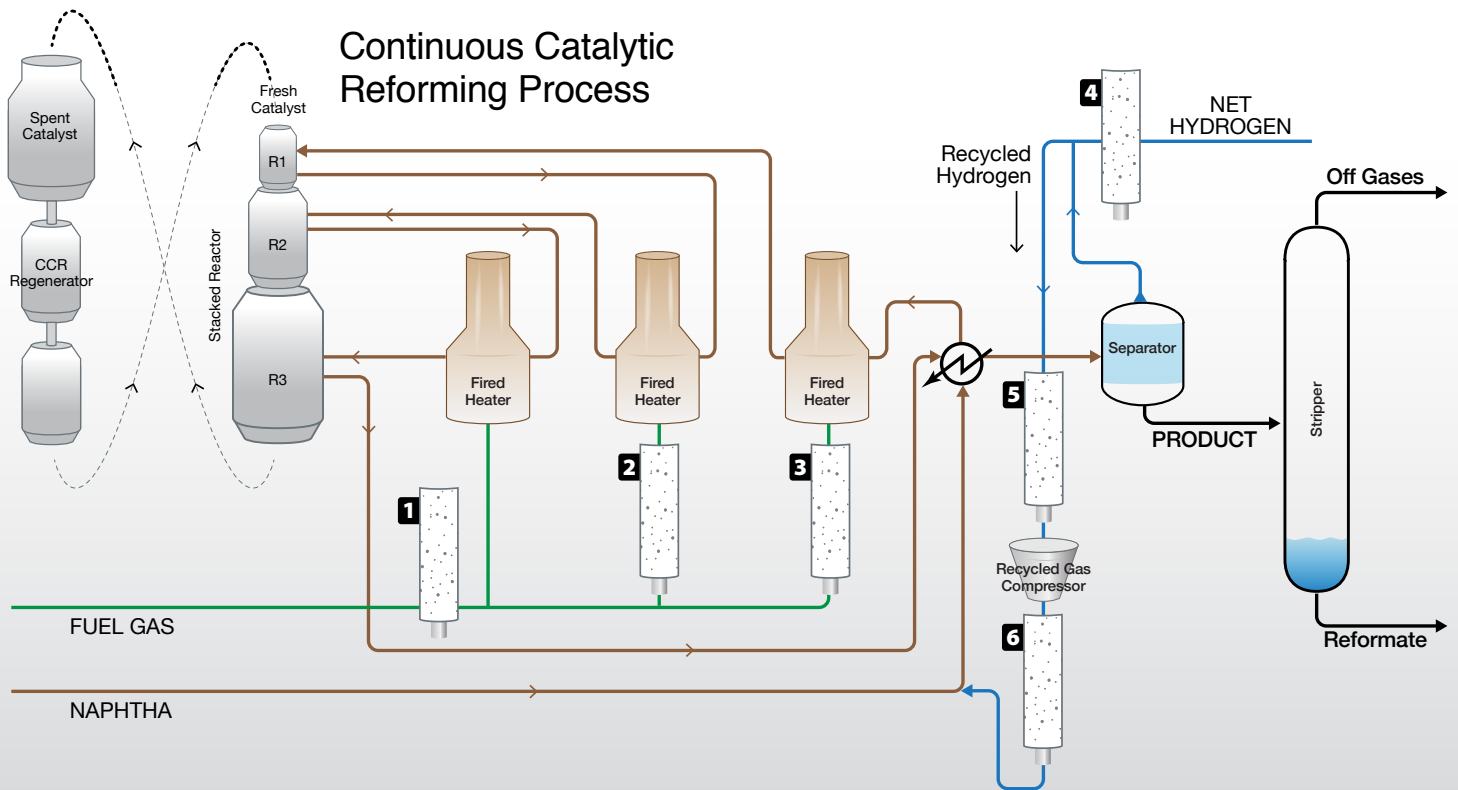 Continuous Catalytic
Reforming Process
Spent
Catalyst
CCR
Regenerator
Fresh
Catalyst
R1
R2
R3
Stacked Reactor
Fired
Heater
Fired
Heater
Fired
Heater
1
2
3
FUEL GAS
NAPHTHA
4
NET
HYDROGEN
Recycled
Hydrogen
5
Recycled Gas
Compressor
6
Separator
PRODUCT
Stripper
Off Gases
Reformate